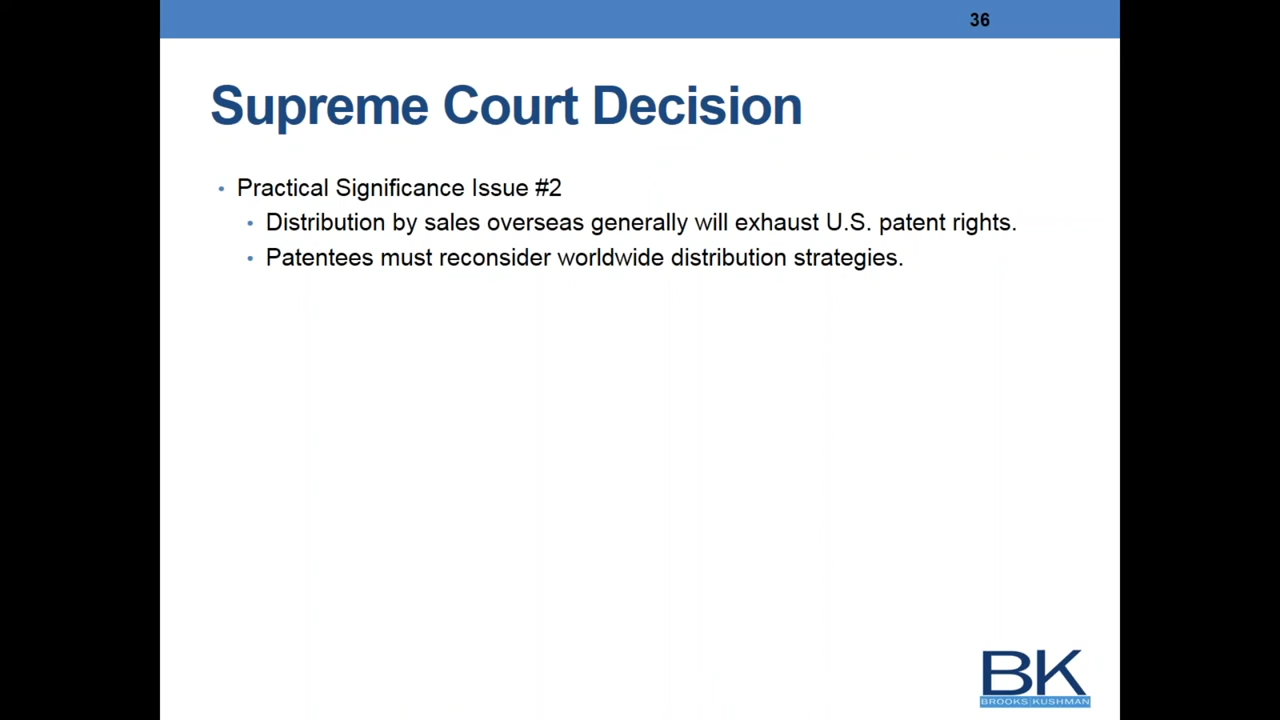 36
Supreme Court Decision
• Practical Significance Issue #2
• Distribution by sales overseas generally will exhaust U.S. patent rights.
• Patentees must reconsider worldwide distribution strategies.
BK
BROOKS KUSHMAN